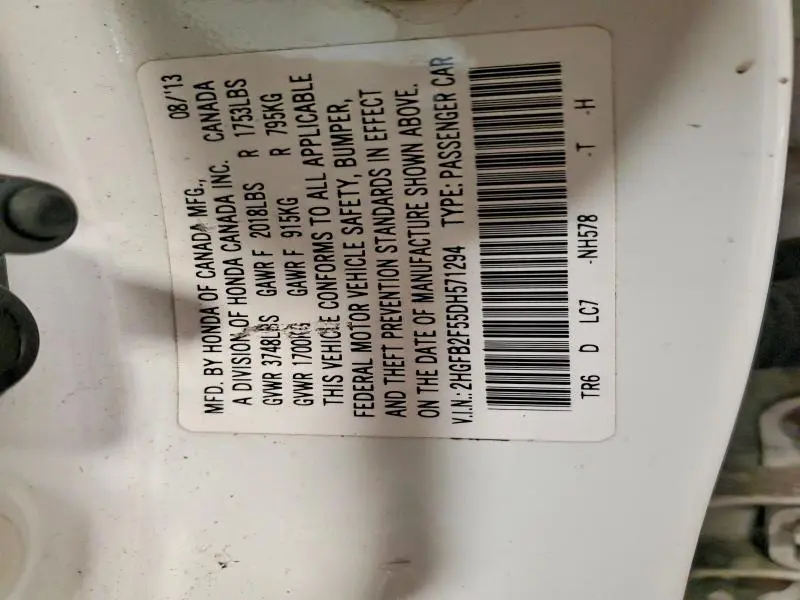 08/'13
MFD. BY HONDA OF CANADA MFG.,
A DIVISION OF HONDA CANADA INC. CANADA
GVWR 3748LBS GAWR F 2018LBS R 1753LBS
GVWR 1700KG GAWR F 915KG R 795KG
THIS VEHICLE CONFORMS TO ALL APPLICABLE
FEDERAL MOTOR VEHICLE SAFETY, BUMPER,
AND THEFT PREVENTION STANDARDS IN EFFECT
ON THE DATE OF MANUFACTURE SHOWN ABOVE.
V.I.N.: 2HGFB2F55DH571294 TYPE: PASSENGER CAR
TR6 D LC7 -NH578 -T -H